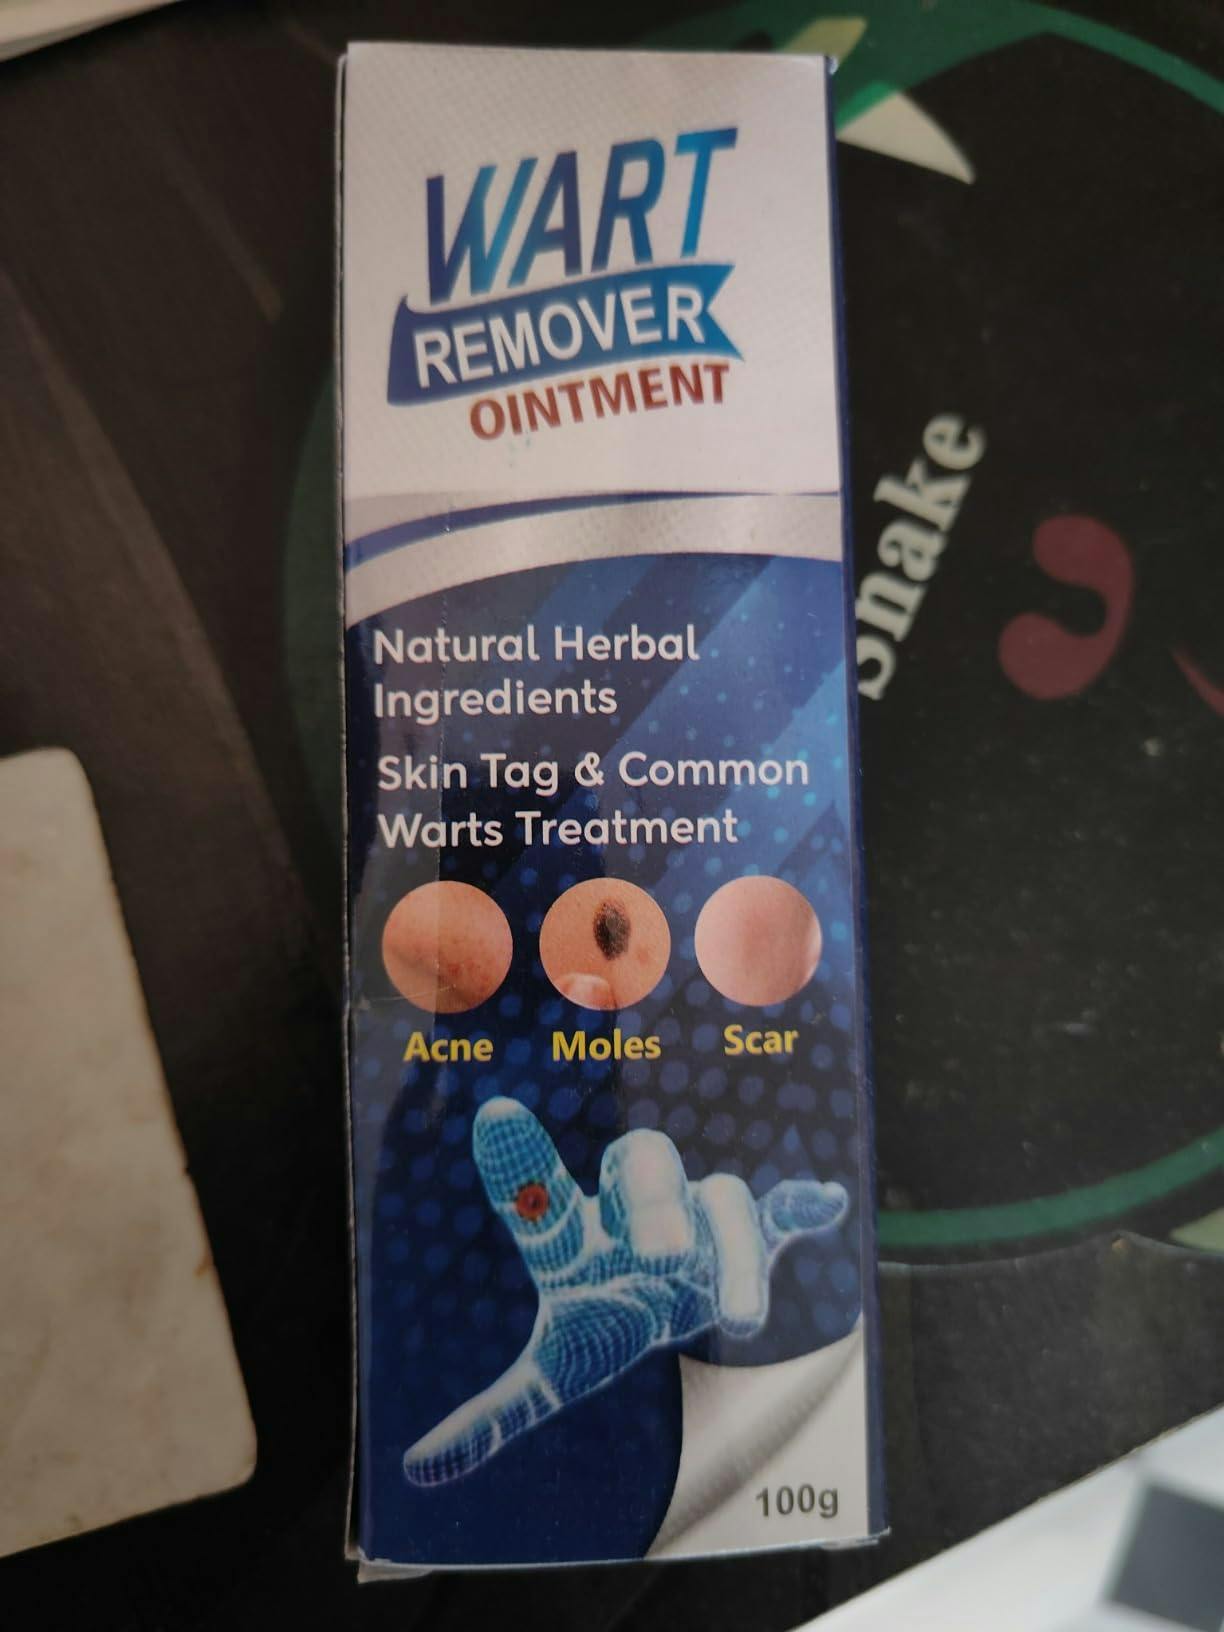 WART
REMOVER
OINTMENT
Natural Herbal
Ingredients
Skin Tag & Common
Warts Treatment
Acne Moles Scar
100g
snake